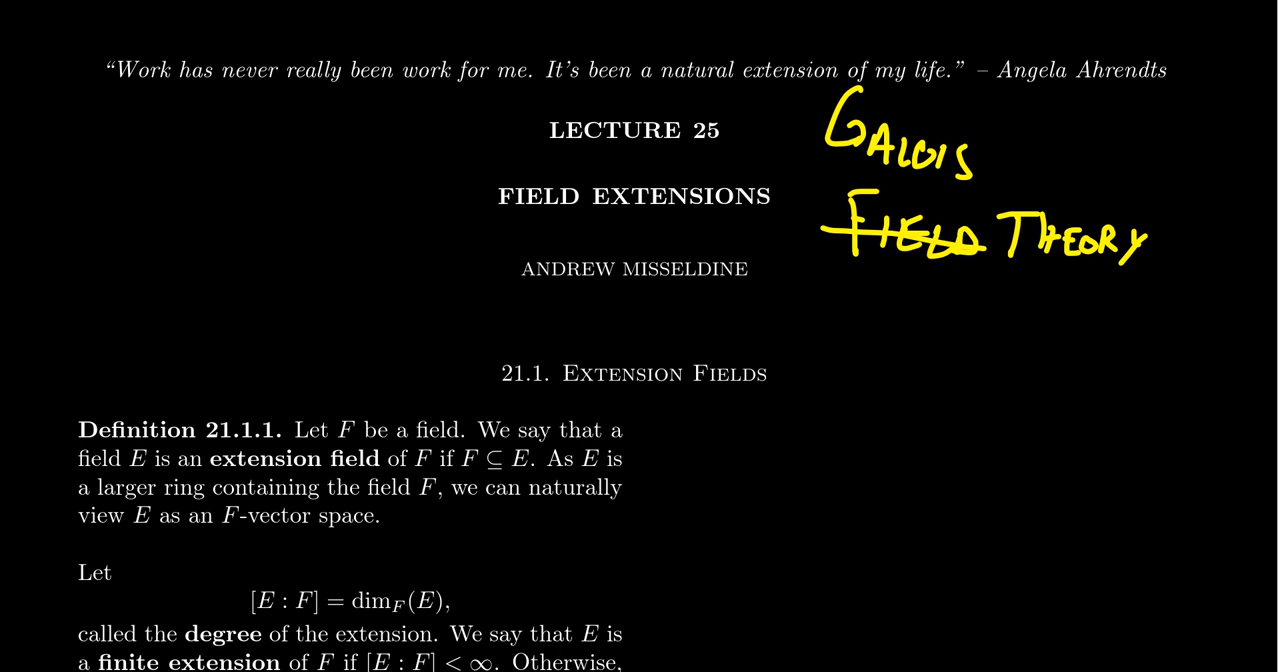 “Work has never really been work for me. It's been a natural extension of my life.” – Angela Ahrendts
LECTURE 25
GALOIS
FIELD EXTENSIONS
FIELD THEORY
ANDREW MISSELDINE
21.1. EXTENSION FIELDS
Definition 21.1.1. Let F be a field. We say that a
field E is an extension field of F if F ⊆ E. As E is
a larger ring containing the field F, we can naturally
view E as an F-vector space.
Let
[E : F] = dim_F(E),
called the degree of the extension. We say that E is
a finite extension of F if [E : F] < ∞. Otherwise,